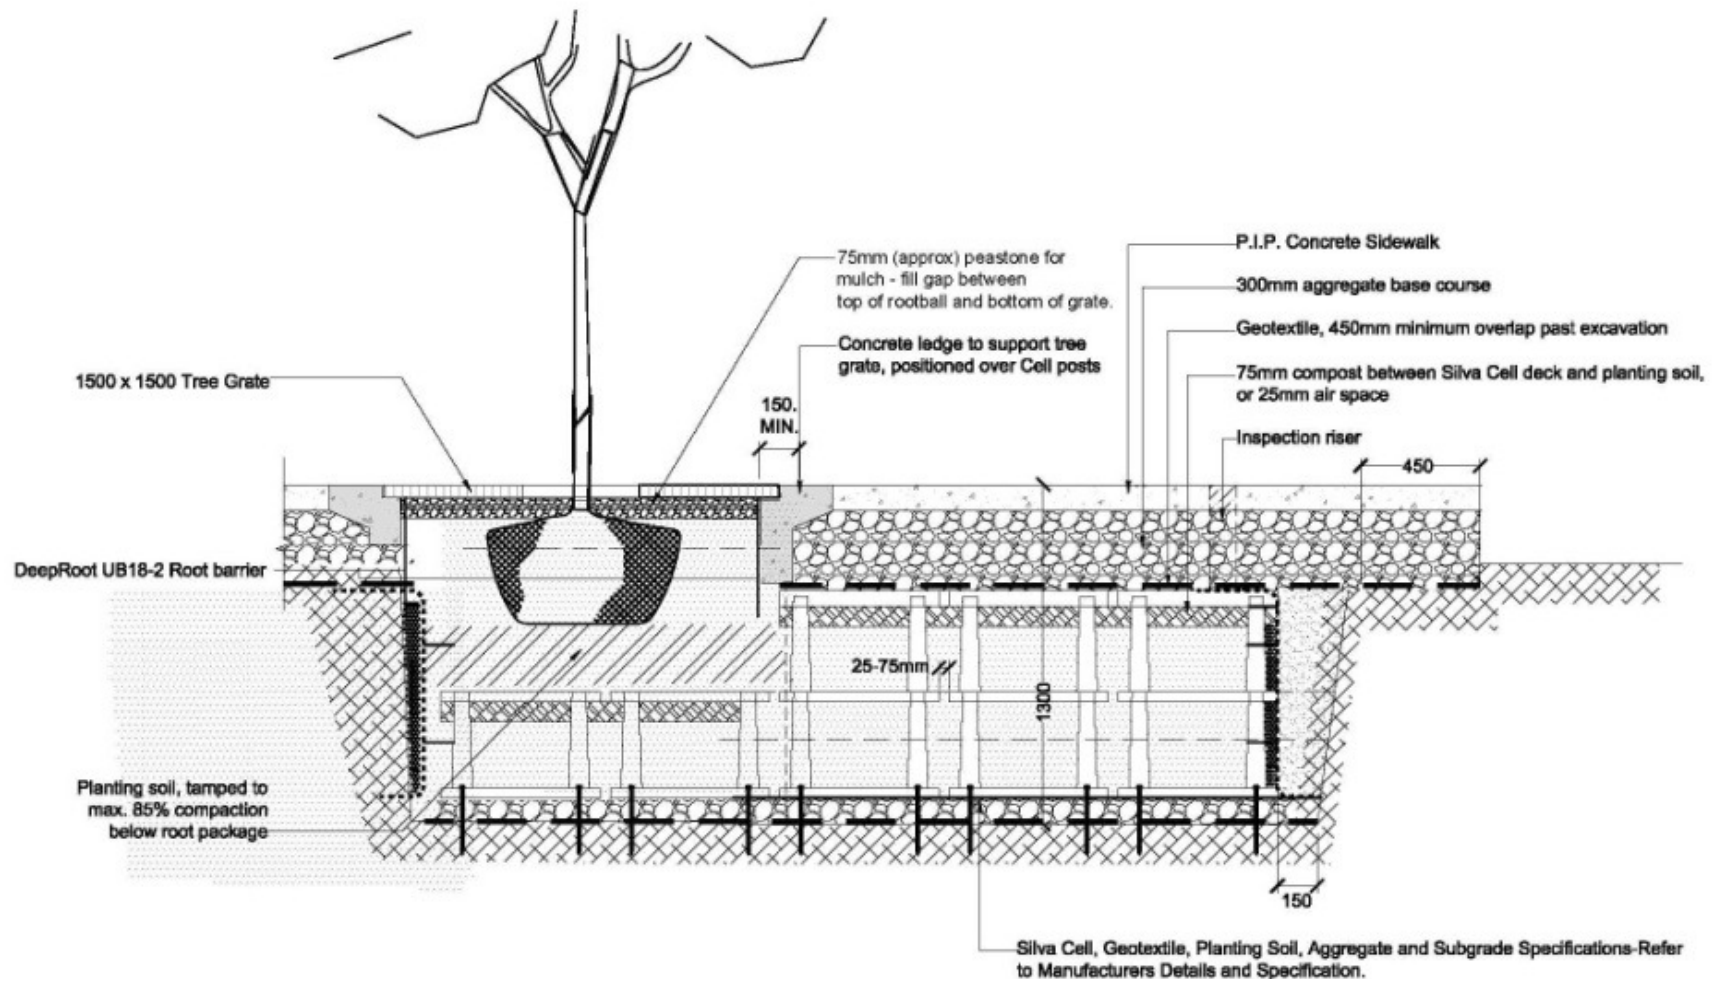 75mm (approx) peastone for
mulch - fill gap between
top of rootball and bottom of grate.
Concrete ledge to support tree
grate, positioned over Cell posts
P.I.P. Concrete Sidewalk
300mm aggregate base course
Geotextile, 450mm minimum overlap past excavation
75mm compost between Silva Cell deck and planting soil,
or 25mm air space
Inspection riser
1500 x 1500 Tree Grate
150.
MIN.
450
DeepRoot UB18-2 Root barrier
25-75mm
1300
Planting soil, tamped to
max. 85% compaction
below root package
150
Silva Cell, Geotextile, Planting Soil, Aggregate and Subgrade Specifications-Refer
to Manufacturers Details and Specification.